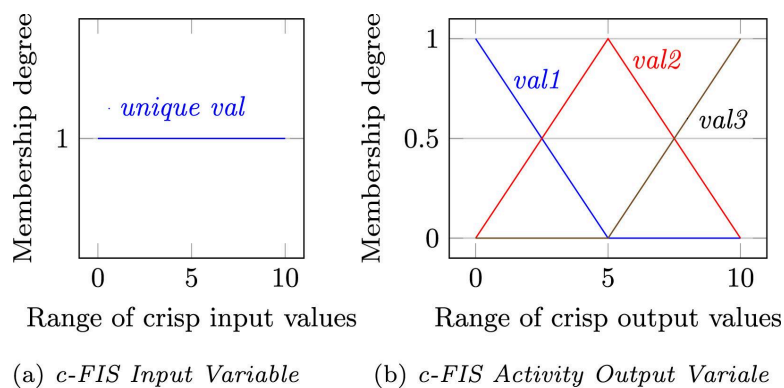 Membership degree
1
unique val
0
5
10
Range of crisp input values
(a) c-FIS Input Variable
Membership degree
1
0.5
0
val1
val2
val3
0
5
10
Range of crisp output values
(b) c-FIS Activity Output Variale